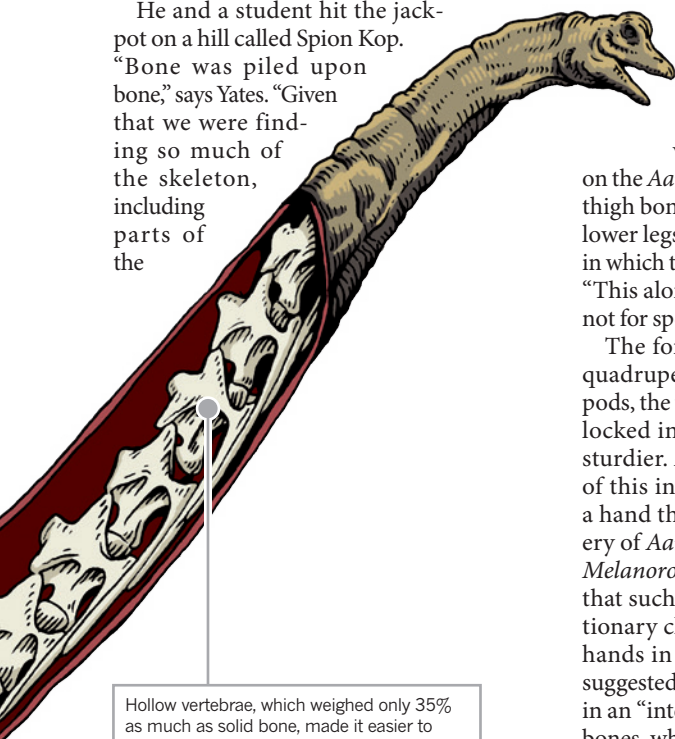 He and a student hit the jack-
pot on a hill called Spion Kop.
“Bone was piled upon
bone,” says Yates. “Given
that we were find-
ing so much of
the skeleton,
including
parts of
the
Hollow vertebrae, which weighed only 35%
as much as solid bone, made it easier to
on the Aa
thigh bon
lower legs
in which t
“This alo
not for sp
The fo
quadrupe
pods, the
locked in
sturdier.
of this in
a hand th
ery of Aa
Melanoro
that such
tionary c
hands in
suggested
in an “int
bones, wh